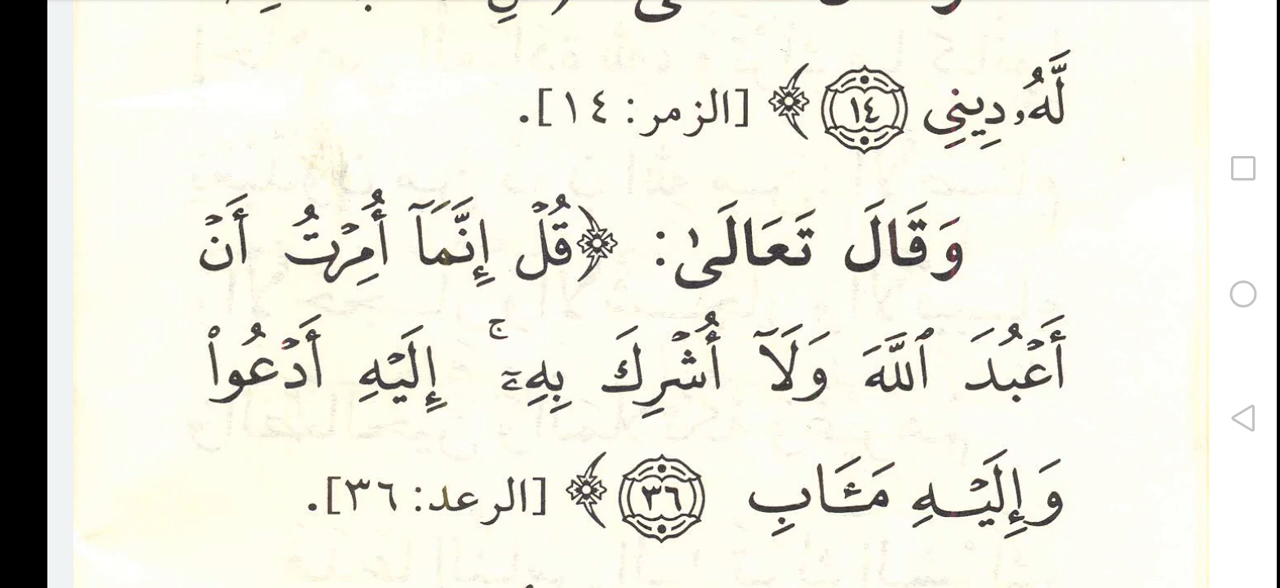 لَّهُۥ دِينِى ١٤ ﴾ [الزمر: ١٤].
وَقَالَ تَعَالَىٰ: ﴿قُلْ إِنَّمَآ أُمِرْتُ أَنْ
أَعْبُدَ ٱللَّهَ وَلَآ أُشْرِكَ بِهِۦٓ ۚ إِلَيْهِ أَدْعُوا۟
وَإِلَيْهِ مَـَٔابِ ٣٦ ﴾ [الرعد: ٣٦].